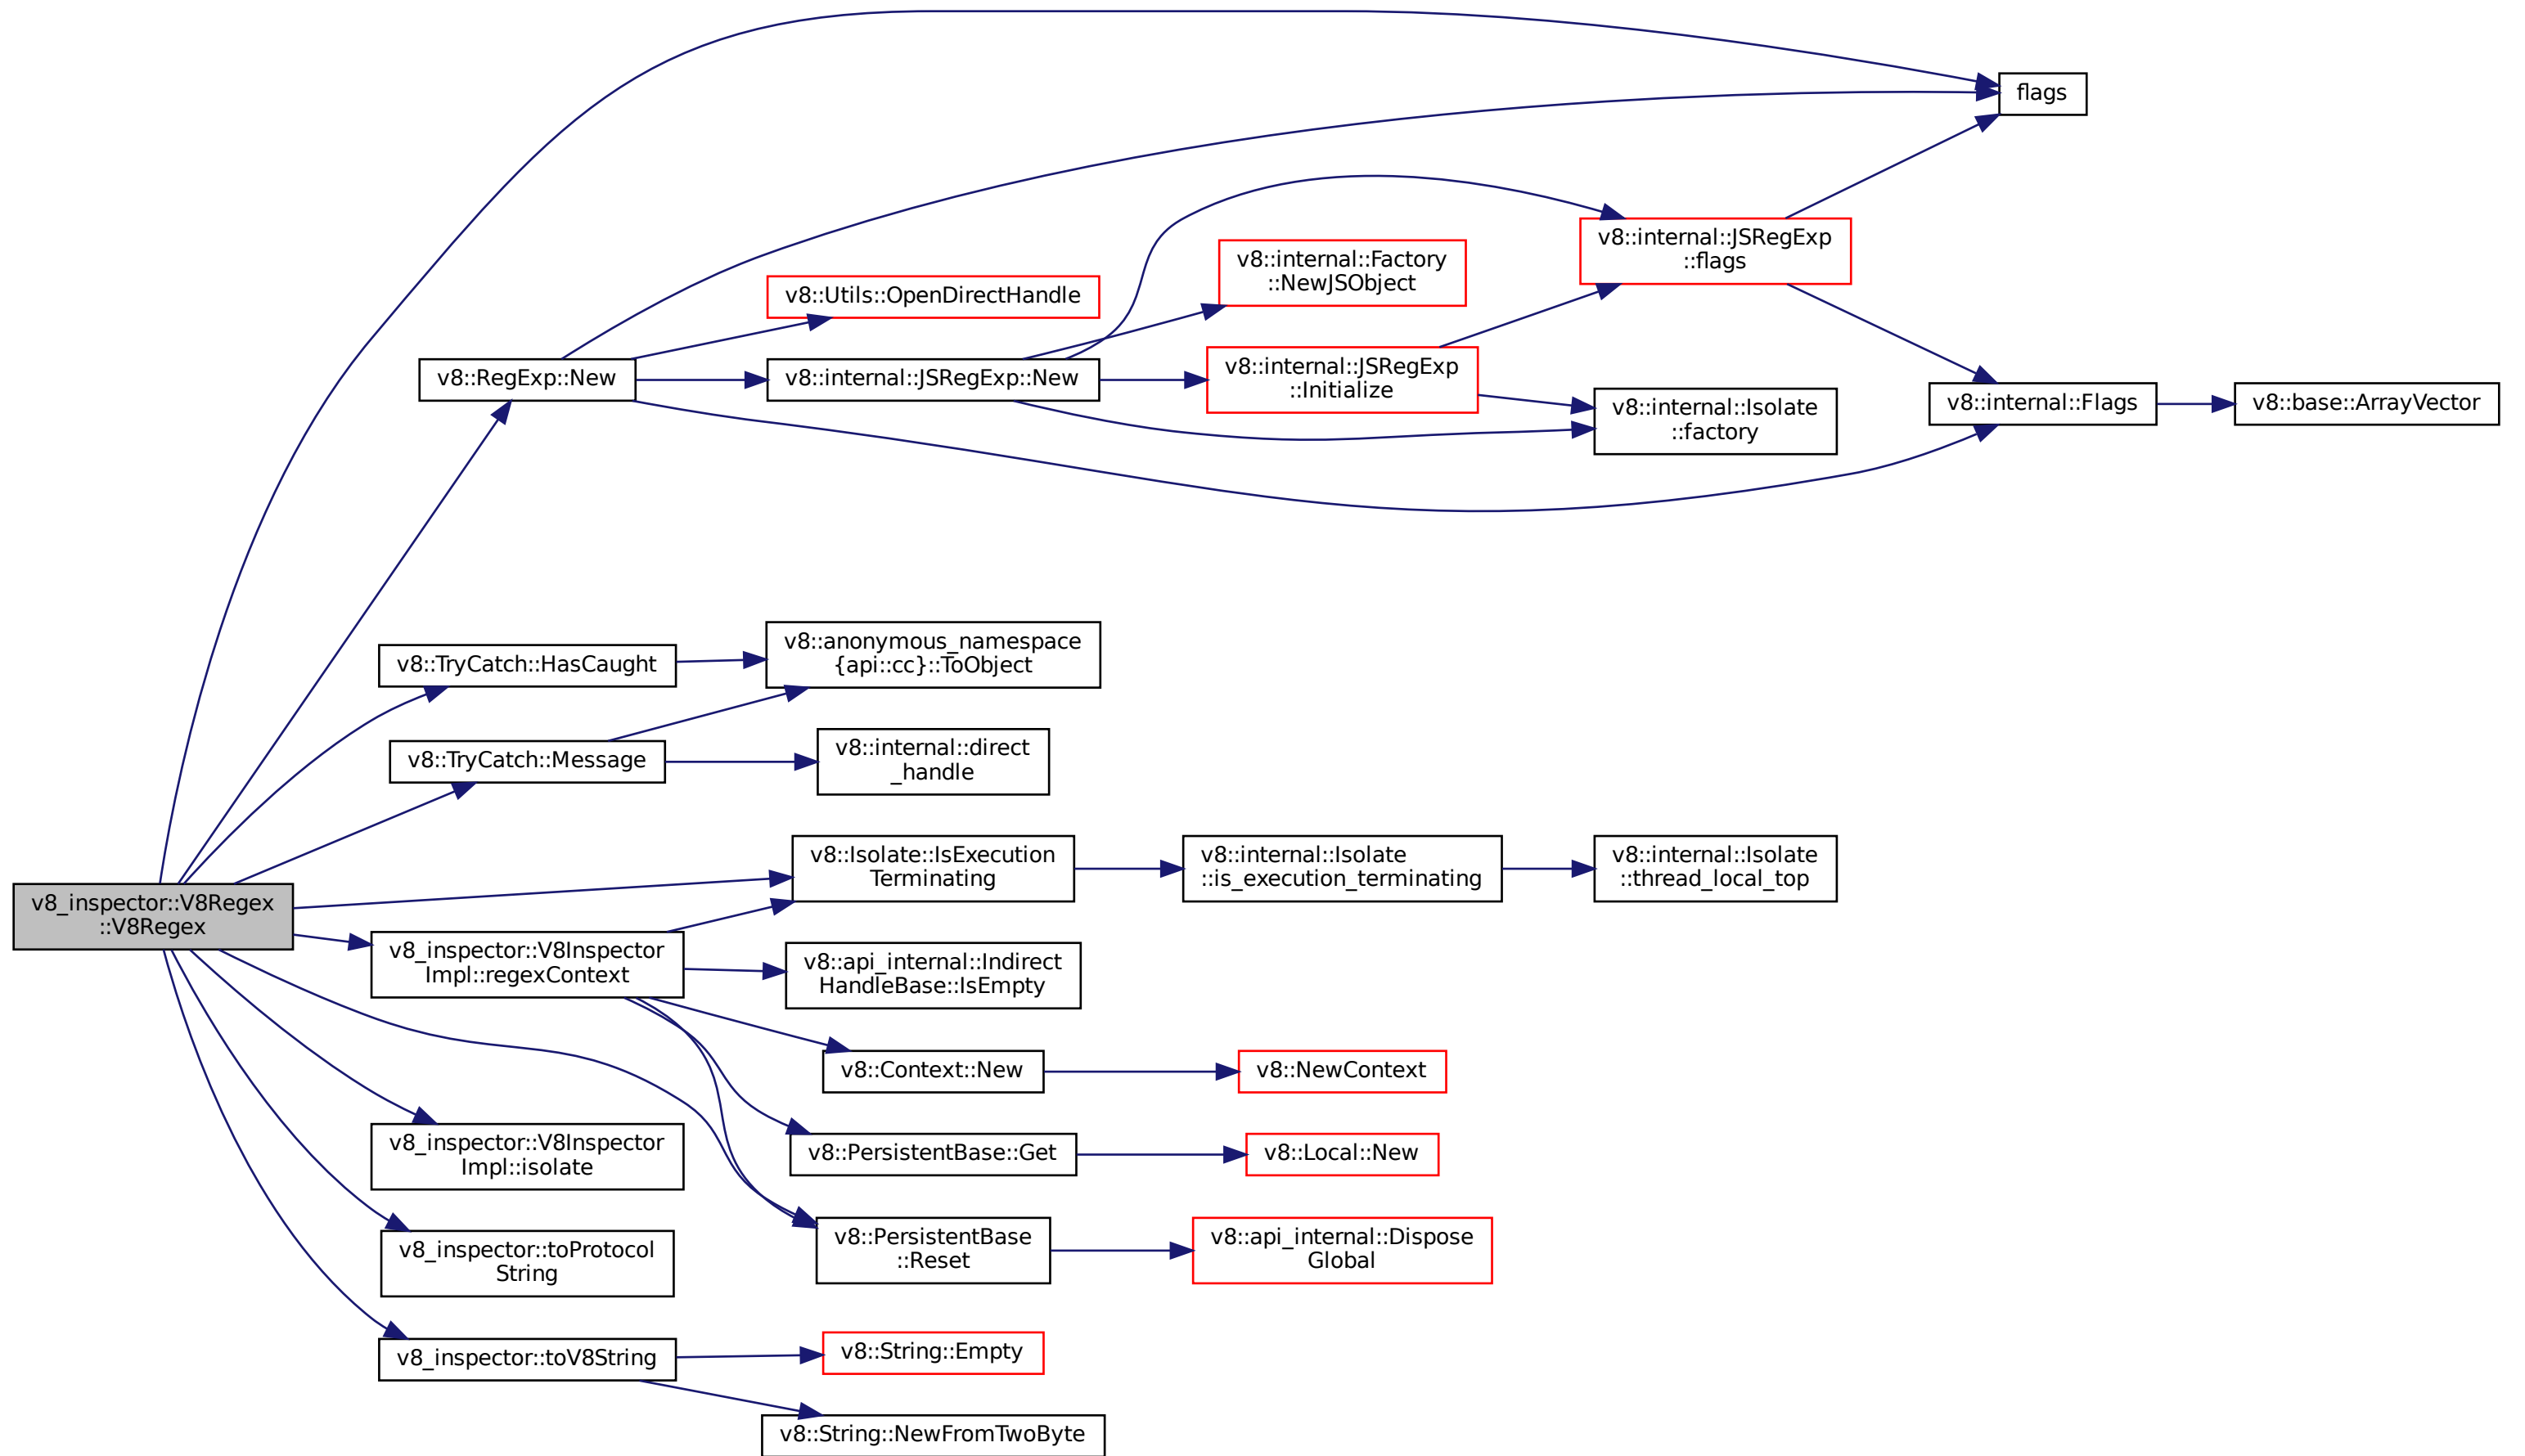 flags
v8::internal::JSRegExp
::flags
v8::internal::Factory
::NewJSObject
v8::Utils::OpenDirectHandle
v8::RegExp::New
v8::internal::JSRegExp::New
v8::internal::JSRegExp
::Initialize
v8::internal::Isolate
::factory
v8::internal::Flags
v8::base::ArrayVector
v8::TryCatch::HasCaught
v8::anonymous_namespace
{api::cc}::ToObject
v8::TryCatch::Message
v8::internal::direct
_handle
v8::Isolate::IsExecution
Terminating
v8::internal::Isolate
::is_execution_terminating
v8::internal::Isolate
::thread_local_top
v8_inspector::V8Regex
::V8Regex
v8_inspector::V8Inspector
Impl::regexContext
v8::api_internal::Indirect
HandleBase::IsEmpty
v8::Context::New
v8::NewContext
v8_inspector::V8Inspector
Impl::isolate
v8::PersistentBase::Get
v8::Local::New
v8_inspector::toProtocol
String
v8::PersistentBase
::Reset
v8::api_internal::Dispose
Global
v8_inspector::toV8String
v8::String::Empty
v8::String::NewFromTwoByte